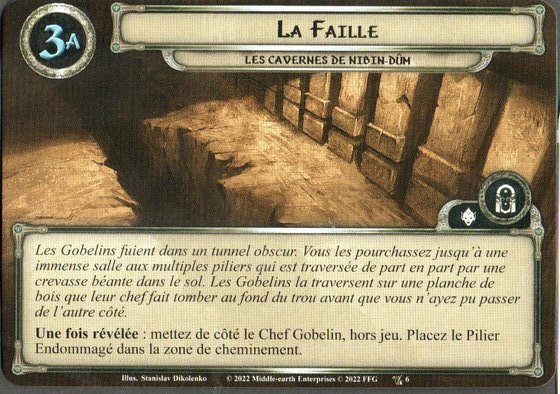 3A
LA FAILLE
LES CAVERNES DE NIBIN-DÛM
Les Gobelins fuient dans un tunnel obscur. Vous les pourchassez jusqu'à une
immense salle aux multiples piliers qui est traversée de part en part par une
crevasse béante dans le sol. Les Gobelins la traversent sur une planche de
bois que leur chef fait tomber au fond du trou avant que vous n'ayez pu passer
de l'autre côté.
Une fois révélée : mettez de côté le Chef Gobelin, hors jeu. Placez le Pilier
Endommagé dans la zone de cheminement.
Illus. Stanislav Dikolenko © 2022 Middle-earth Enterprises © 2022 FFG 6